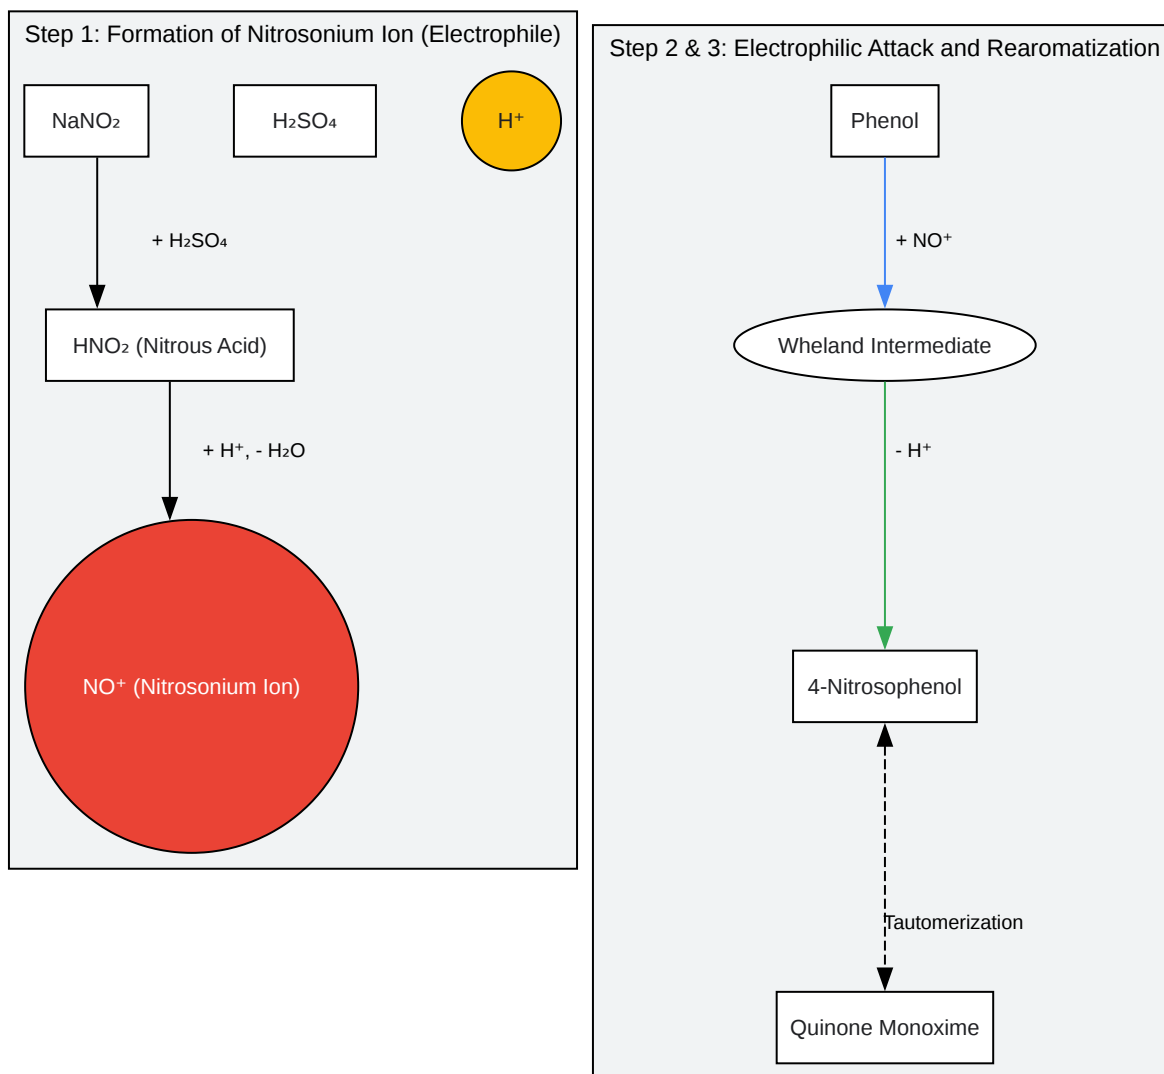 Step 1: Formation of Nitrosonium Ion (Electrophile)
NaNO₂
H₂SO₄
H⁺
+ H₂SO₄
HNO₂ (Nitrous Acid)
+ H⁺, - H₂O
NO⁺ (Nitrosonium Ion)
Step 2 & 3: Electrophilic Attack and Rearomatization
Phenol
+ NO⁺
Wheland Intermediate
- H⁺
4-Nitrosophenol
Tautomerization
Quinone Monoxime